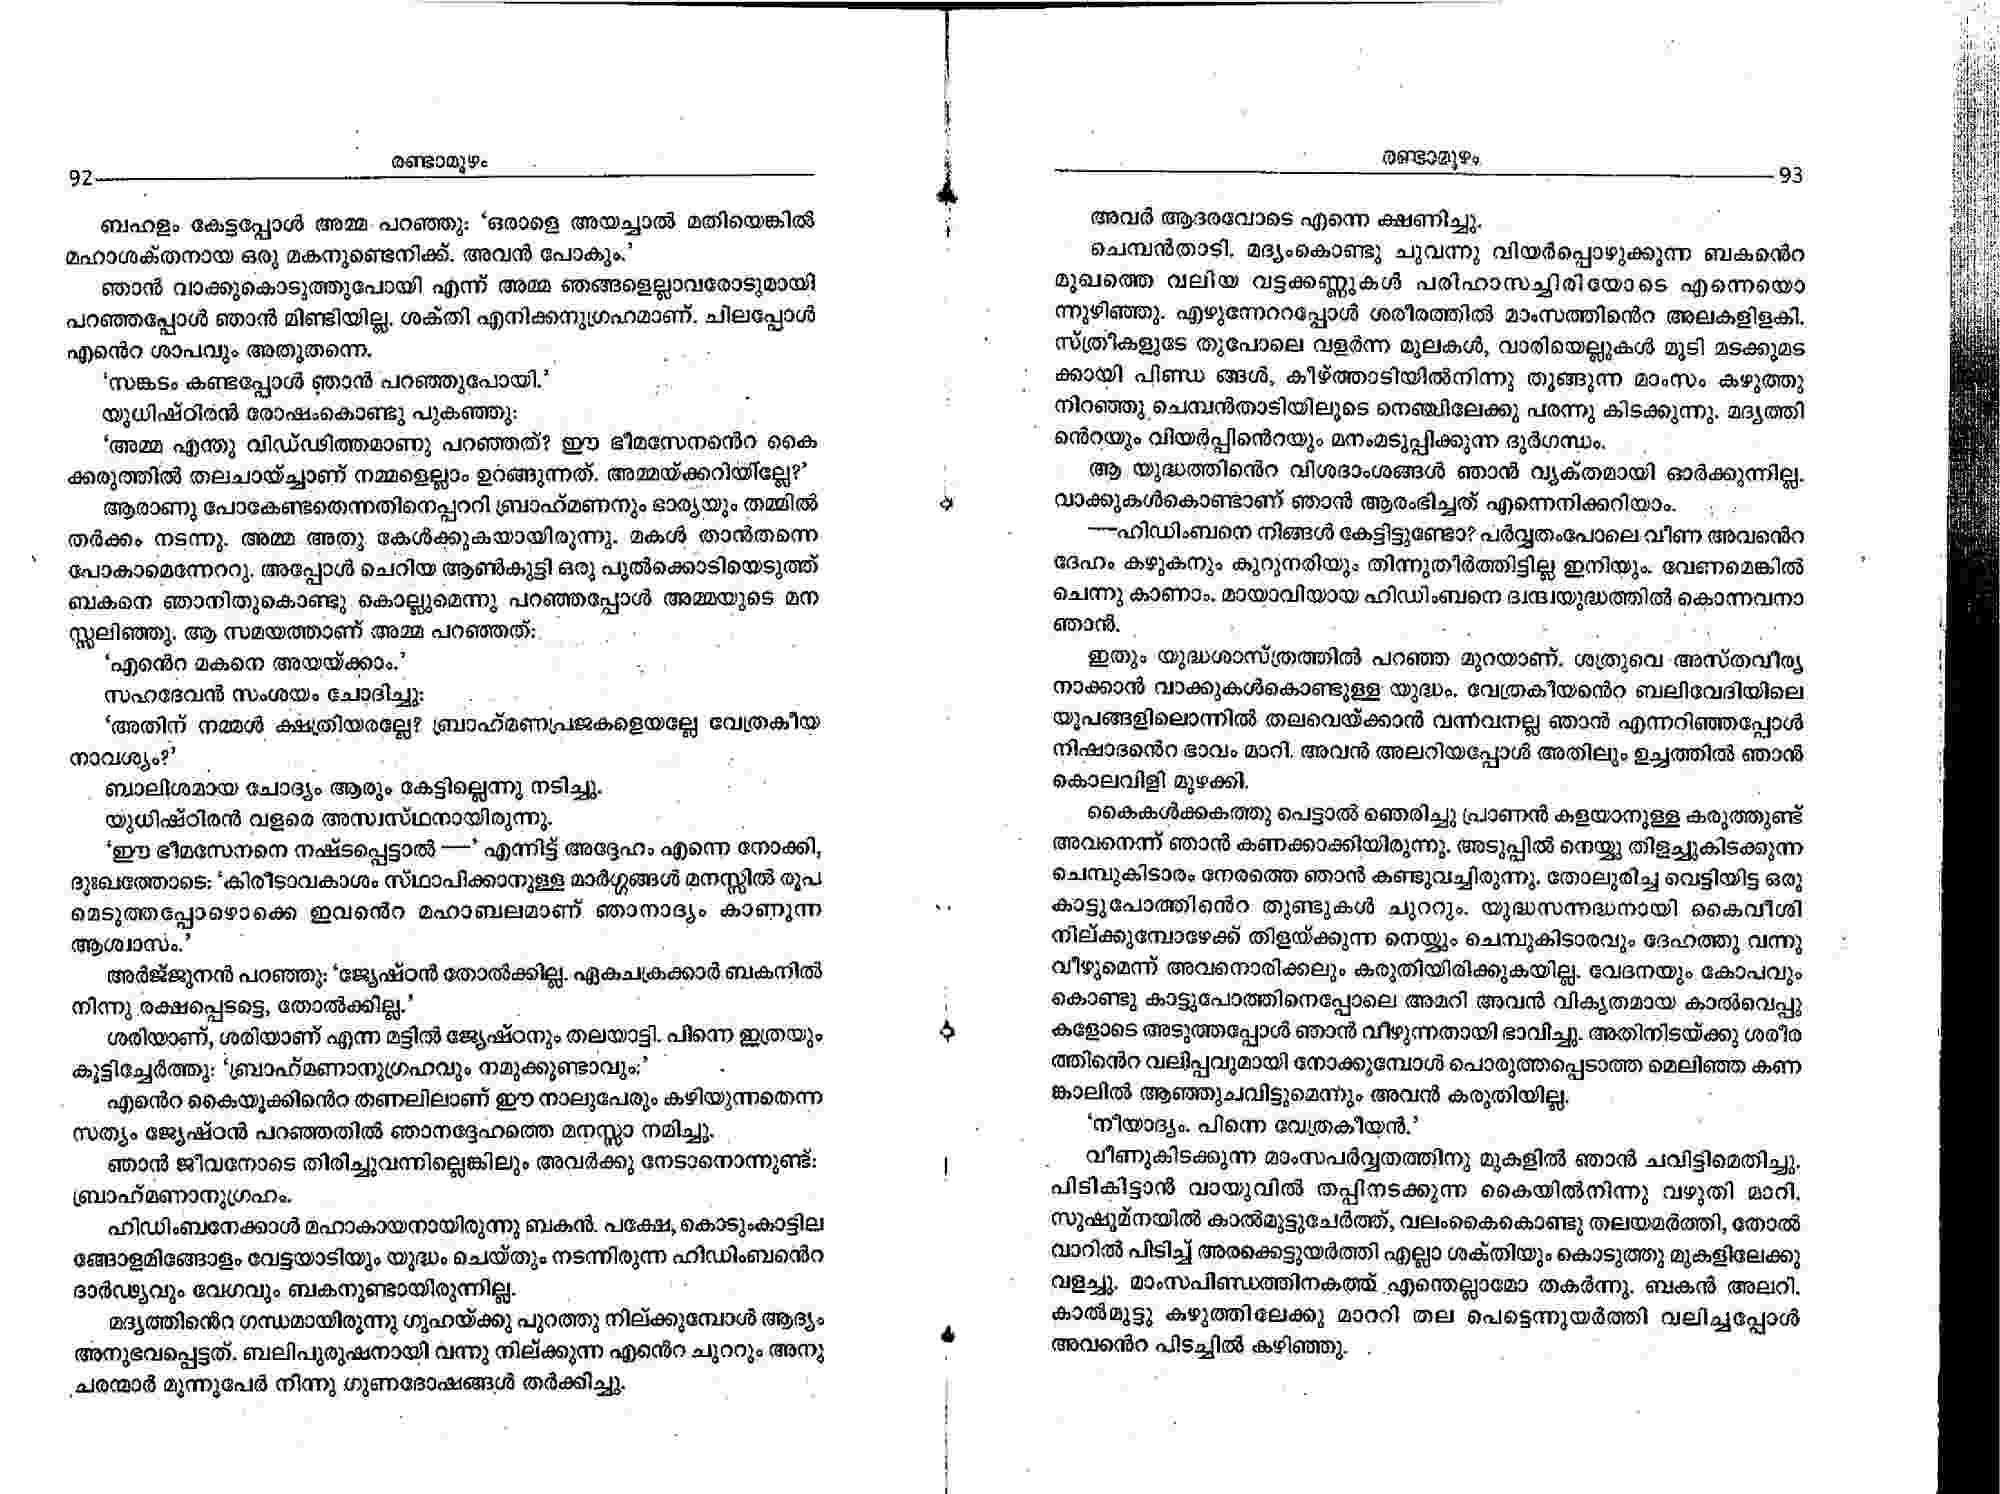 രണ്ടാമൂഴം
92
ബഹളം കേട്ടപ്പോൾ അമ്മ പറഞ്ഞു: ‘ഒരാളെ അയച്ചാൽ മതിയെങ്കിൽ
മഹാശക്തനായ ഒരു മകനുണ്ടെനിക്ക്. അവൻ പോകും.’
ഞാൻ വാക്കുകൊടുത്തുപോയി എന്ന് അമ്മ ഞങ്ങളെല്ലാവരോടുമായി
പറഞ്ഞപ്പോൾ ഞാൻ മിണ്ടിയില്ല. ശക്തി എനിക്കനുഗ്രഹമാണ്. ചിലപ്പോൾ
എൻെറ ശാപവും അതുതന്നെ.
‘സങ്കടം കണ്ടപ്പോൾ ഞാൻ പറഞ്ഞുപോയി.’
യുധിഷ്ഠിരൻ രോഷംകൊണ്ടു പുകഞ്ഞു:
‘അമ്മ എന്തു വിഡ്ഢിത്തമാണു പറഞ്ഞത്? ഈ ഭീമസേനൻെറ കൈ
ക്കരുത്തിൽ തലചായ്ച്ചാണ് നമ്മളെല്ലാം ഉറങ്ങുന്നത്. അമ്മയ്ക്കറിയില്ലേ?’
ആരാണു പോകേണ്ടതെന്നതിനെപ്പററി ബ്രാഹ്മണനും ഭാര്യയും തമ്മിൽ
തർക്കം നടന്നു. അമ്മ അതു കേൾക്കുകയായിരുന്നു. മകൾ താൻതന്നെ
പോകാമെന്നേററു. അപ്പോൾ ചെറിയ ആൺകുട്ടി ഒരു പുൽക്കൊടിയെടുത്ത്
ബകനെ ഞാനിതുകൊണ്ടു കൊല്ലുമെന്നു പറഞ്ഞപ്പോൾ അമ്മയുടെ മന
സ്സലിഞ്ഞു. ആ സമയത്താണ് അമ്മ പറഞ്ഞത്:
‘എൻെറ മകനെ അയയ്ക്കാം.’
സഹദേവൻ സംശയം ചോദിച്ചു:
‘അതിന് നമ്മൾ ക്ഷത്രിയരല്ലേ? ബ്രാഹ്മണപ്രജകളെയല്ലേ വേത്രകീയ
നാവശ്യം?’
ബാലിശമായ ചോദ്യം ആരും കേട്ടില്ലെന്നു നടിച്ചു.
യുധിഷ്ഠിരൻ വളരെ അസ്വസ്ഥനായിരുന്നു.
‘ഈ ഭീമസേനനെ നഷ്ടപ്പെട്ടാൽ —’ എന്നിട്ട് അദ്ദേഹം എന്നെ നോക്കി,
ദുഃഖത്തോടെ: ‘കിരീടാവകാശം സ്ഥാപിക്കാനുള്ള മാർഗ്ഗങ്ങൾ മനസ്സിൽ രൂപ
മെടുത്തപ്പോഴൊക്കെ ഇവൻെറ മഹാബലമാണ് ഞാനാദ്യം കാണുന്ന
ആശ്വാസം.’
അർജ്ജുനൻ പറഞ്ഞു: ‘ജ്യേഷ്ഠൻ തോൽക്കില്ല. ഏകചക്രക്കാർ ബകനിൽ
നിന്നു രക്ഷപ്പെടട്ടെ, തോൽക്കില്ല.’
ശരിയാണ്, ശരിയാണ് എന്ന മട്ടിൽ ജ്യേഷ്ഠനും തലയാട്ടി. പിന്നെ ഇത്രയും
കൂട്ടിച്ചേർത്തു: ‘ബ്രാഹ്മണാനുഗ്രഹവും നമുക്കുണ്ടാവും;’
എൻെറ കൈയൂക്കിൻെറ തണലിലാണ് ഈ നാലുപേരും കഴിയുന്നതെന്ന
സത്യം ജ്യേഷ്ഠൻ പറഞ്ഞതിൽ ഞാനദ്ദേഹത്തെ മനസ്സാ നമിച്ചു.
ഞാൻ ജീവനോടെ തിരിച്ചുവന്നില്ലെങ്കിലും അവർക്കു നേടാനൊന്നുണ്ട്:
ബ്രാഹ്മണാനുഗ്രഹം.
ഹിഡിംബനേക്കാൾ മഹാകായനായിരുന്നു ബകൻ. പക്ഷേ, കൊടുംകാട്ടില
ങ്ങോളമിങ്ങോളം വേട്ടയാടിയും യുദ്ധം ചെയ്തും നടന്നിരുന്ന ഹിഡിംബൻെറ
ദാർഢ്യവും വേഗവും ബകനുണ്ടായിരുന്നില്ല.
മദ്യത്തിൻെറ ഗന്ധമായിരുന്നു ഗുഹയ്ക്കു പുറത്തു നില്ക്കുമ്പോൾ ആദ്യം
അനുഭവപ്പെട്ടത്. ബലിപുരുഷനായി വന്നു നില്ക്കുന്ന എൻെറ ചുററും അനു
ചരന്മാർ മൂന്നുപേർ നിന്നു ഗുണദോഷങ്ങൾ തർക്കിച്ചു.
രണ്ടാമൂഴം
93
അവർ ആദരവോടെ എന്നെ ക്ഷണിച്ചു.
ചെമ്പൻതാടി. മദ്യംകൊണ്ടു ചുവന്നു വിയർപ്പൊഴുക്കുന്ന ബകൻെറ
മുഖത്തെ വലിയ വട്ടക്കണ്ണുകൾ പരിഹാസച്ചിരിയോടെ എന്നെയൊ
ന്നുഴിഞ്ഞു. എഴുന്നേററപ്പോൾ ശരീരത്തിൽ മാംസത്തിൻെറ അലകളിളകി.
സ്ത്രീകളുടേ തുപോലെ വളർന്ന മുലകൾ, വാരിയെല്ലുകൾ മൂടി മടക്കുമട
ക്കായി പിണ്ഡ ങ്ങൾ, കീഴ്ത്താടിയിൽനിന്നു തൂങ്ങുന്ന മാംസം കഴുത്തു
നിറഞ്ഞു ചെമ്പൻതാടിയിലൂടെ നെഞ്ചിലേക്കു പരന്നു കിടക്കുന്നു. മദ്യത്തി
ൻെറയും വിയർപ്പിൻെറയും മനംമടുപ്പിക്കുന്ന ദുർഗന്ധം.
ആ യുദ്ധത്തിൻെറ വിശദാംശങ്ങൾ ഞാൻ വ്യക്തമായി ഓർക്കുന്നില്ല.
വാക്കുകൾകൊണ്ടാണ് ഞാൻ ആരംഭിച്ചത് എന്നെനിക്കറിയാം.
—ഹിഡിംബനെ നിങ്ങൾ കേട്ടിട്ടുണ്ടോ? പർവ്വതംപോലെ വീണ അവൻെറ
ദേഹം കഴുകനും കുറുനരിയും തിന്നുതീർത്തിട്ടില്ല ഇനിയും. വേണമെങ്കിൽ
ചെന്നു കാണാം. മായാവിയായ ഹിഡിംബനെ ദ്വന്ദ്വയുദ്ധത്തിൽ കൊന്നവനാ
ഞാൻ.
ഇതും യുദ്ധശാസ്ത്രത്തിൽ പറഞ്ഞ മുറയാണ്. ശത്രുവെ അസ്തവീര്യ
നാക്കാൻ വാക്കുകൾകൊണ്ടുള്ള യുദ്ധം. വേത്രകീയൻെറ ബലിവേദിയിലെ
യൂപങ്ങളിലൊന്നിൽ തലവെയ്ക്കാൻ വന്നവനല്ല ഞാൻ എന്നറിഞ്ഞപ്പോൾ
നിഷാദൻെറ ഭാവം മാറി. അവൻ അലറിയപ്പോൾ അതിലും ഉച്ചത്തിൽ ഞാൻ
കൊലവിളി മുഴക്കി.
കൈകൾക്കകത്തു പെട്ടാൽ ഞെരിച്ചു പ്രാണൻ കളയാനുള്ള കരുത്തുണ്ട്
അവനെന്ന് ഞാൻ കണക്കാക്കിയിരുന്നു. അടുപ്പിൽ നെയ്യു തിളച്ചുകിടക്കുന്ന
ചെമ്പുകിടാരം നേരത്തെ ഞാൻ കണ്ടുവച്ചിരുന്നു. തോലുരിച്ച വെട്ടിയിട്ട ഒരു
കാട്ടുപോത്തിൻെറ തുണ്ടുകൾ ചുററും. യുദ്ധസന്നദ്ധനായി കൈവീശി
നില്ക്കുമ്പോഴേക്ക് തിളയ്ക്കുന്ന നെയ്യും ചെമ്പുകിടാരവും ദേഹത്തു വന്നു
വീഴുമെന്ന് അവനൊരിക്കലും കരുതിയിരിക്കുകയില്ല. വേദനയും കോപവും
കൊണ്ടു കാട്ടുപോത്തിനെപ്പോലെ അമറി അവൻ വികൃതമായ കാൽവെപ്പു
കളോടെ അടുത്തപ്പോൾ ഞാൻ വീഴുന്നതായി ഭാവിച്ചു. അതിനിടയ്ക്കു ശരീര
ത്തിൻെറ വലിപ്പവുമായി നോക്കുമ്പോൾ പൊരുത്തപ്പെടാത്ത മെലിഞ്ഞ കണ
ങ്കാലിൽ ആഞ്ഞുചവിട്ടുമെന്നും അവൻ കരുതിയില്ല.
‘നീയാദ്യം. പിന്നെ വേത്രകീയൻ.’
വീണുകിടക്കുന്ന മാംസപർവ്വതത്തിനു മുകളിൽ ഞാൻ ചവിട്ടിമെതിച്ചു.
പിടികിട്ടാൻ വായുവിൽ തപ്പിനടക്കുന്ന കൈയിൽനിന്നു വഴുതി മാറി.
സുഷുമ്നയിൽ കാൽമുട്ടുചേർത്ത്, വലംകൈകൊണ്ടു തലയമർത്തി, തോൽ
വാറിൽ പിടിച്ച് അരക്കെട്ടുയർത്തി എല്ലാ ശക്തിയും കൊടുത്തു മുകളിലേക്കു
വളച്ചു. മാംസപിണ്ഡത്തിനകത്ത് എന്തെല്ലാമോ തകർന്നു. ബകൻ അലറി.
കാൽമുട്ടു കഴുത്തിലേക്കു മാററി തല പെട്ടെന്നുയർത്തി വലിച്ചപ്പോൾ
അവൻെറ പിടച്ചിൽ കഴിഞ്ഞു.